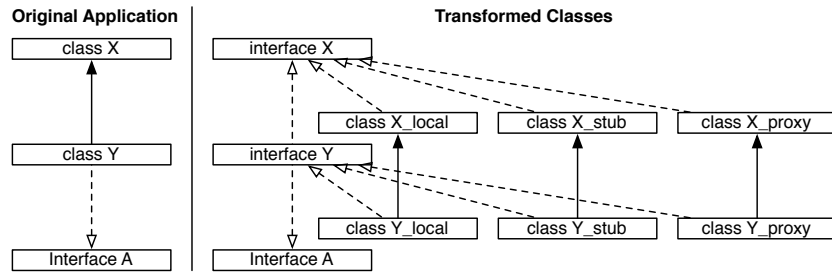 Original Application
Transformed Classes
class X
interface X
class X_local
class X_stub
class X_proxy
class Y
interface Y
class Y_local
class Y_stub
class Y_proxy
Interface A
Interface A